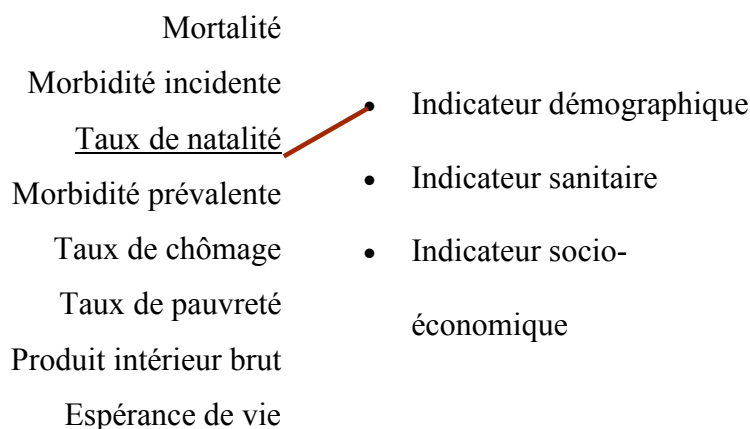 Mortalité
Morbidité incidente
Taux de natalité
Morbidité prévalente
Taux de chômage
Taux de pauvreté
Produit intérieur brut
Espérance de vie
• Indicateur démographique
• Indicateur sanitaire
• Indicateur socio-
économique